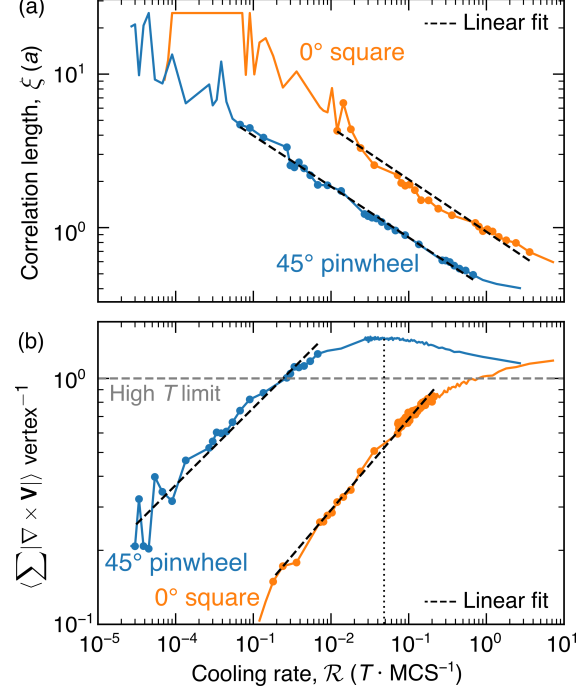 (a)
Linear fit
0° square
10¹
Correlation length, ξ (a)
10⁰
45° pinwheel
(b)
10⁰
High T limit
⟨∑|∇ × V|⟩ vertex⁻¹
45° pinwheel
0° square
Linear fit
10⁻¹
10⁻⁵ 10⁻⁴ 10⁻³ 10⁻² 10⁻¹ 10⁰ 10¹
Cooling rate, ℛ (T · MCS⁻¹)